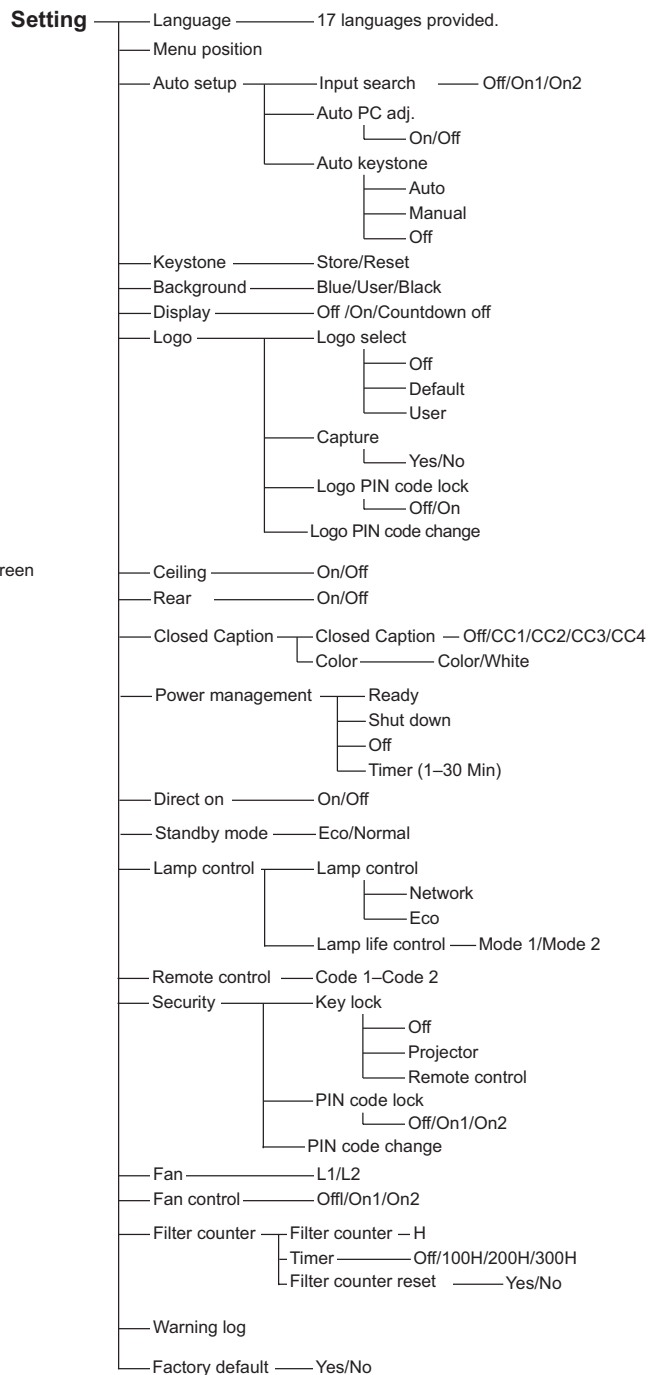 Setting Language 17 languages provided.
Menu position
Auto setup Input search Off/On1/On2
Auto PC adj.
On/Off
Auto keystone
Auto
Manual
Off
Keystone Store/Reset
Background Blue/User/Black
Display Off /On/Countdown off
Logo Logo select
Off
Default
User
Capture
Yes/No
Logo PIN code lock
Off/On
Logo PIN code change
reen
Ceiling On/Off
Rear On/Off
Closed Caption Closed Caption Off/CC1/CC2/CC3/CC4
Color Color/White
Power management Ready
Shut down
Off
Timer (1–30 Min)
Direct on On/Off
Standby mode Eco/Normal
Lamp control Lamp control
Network
Eco
Lamp life control Mode 1/Mode 2
Remote control Code 1–Code 2
Security Key lock
Off
Projector
Remote control
PIN code lock
Off/On1/On2
PIN code change
Fan L1/L2
Fan control Offl/On1/On2
Filter counter Filter counter H
Timer Off/100H/200H/300H
Filter counter reset Yes/No
Warning log
Factory default Yes/No